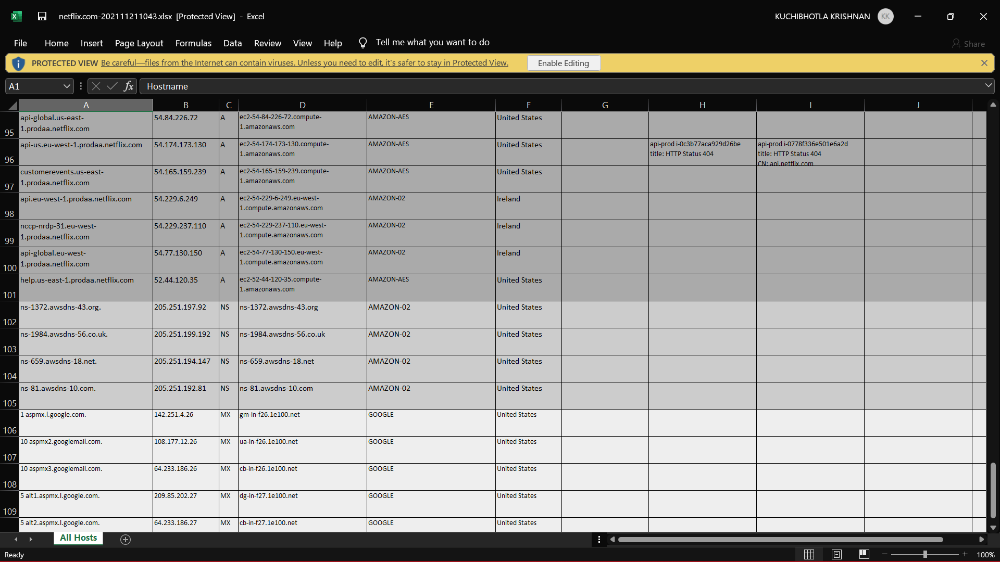 netflix.com-202111211043.xlsx [Protected View] - Excel
KUCHIBHOTLA KRISHNAN KK
File Home Insert Page Layout Formulas Data Review View Help Tell me what you want to do Share
PROTECTED VIEW Be careful—files from the Internet can contain viruses. Unless you need to edit, it's safer to stay in Protected View. Enable Editing
A1 fx Hostname
A B C D E F G H I J
95 api-global.us-east-1.prodaa.netflix.com 54.84.226.72 A ec2-54-84-226-72.compute-1.amazonaws.com AMAZON-AES United States
96 api-us.eu-west-1.prodaa.netflix.com 54.174.173.130 A ec2-54-174-173-130.compute-1.amazonaws.com AMAZON-AES United States api-prod i-0c3b77aca929d26be title: HTTP Status 404 api-prod i-0778f336e501e6a2d title: HTTP Status 404 CN: api.netflix.com
97 customerevents.us-east-1.prodaa.netflix.com 54.165.159.239 A ec2-54-165-159-239.compute-1.amazonaws.com AMAZON-AES United States
98 api.eu-west-1.prodaa.netflix.com 54.229.6.249 A ec2-54-229-6-249.eu-west-1.compute.amazonaws.com AMAZON-02 Ireland
99 nccp-nrdp-31.eu-west-1.prodaa.netflix.com 54.229.237.110 A ec2-54-229-237-110.eu-west-1.compute.amazonaws.com AMAZON-02 Ireland
100 api-global.eu-west-1.prodaa.netflix.com 54.77.130.150 A ec2-54-77-130-150.eu-west-1.compute.amazonaws.com AMAZON-02 Ireland
101 help.us-east-1.prodaa.netflix.com 52.44.120.35 A ec2-52-44-120-35.compute-1.amazonaws.com AMAZON-AES United States
102 ns-1372.awsdns-43.org. 205.251.197.92 NS ns-1372.awsdns-43.org AMAZON-02 United States
103 ns-1984.awsdns-56.co.uk. 205.251.199.192 NS ns-1984.awsdns-56.co.uk AMAZON-02 United States
104 ns-659.awsdns-18.net. 205.251.194.147 NS ns-659.awsdns-18.net AMAZON-02 United States
105 ns-81.awsdns-10.com. 205.251.192.81 NS ns-81.awsdns-10.com AMAZON-02 United States
106 1 aspmx.l.google.com. 142.251.4.26 MX gm-in-f26.1e100.net GOOGLE United States
107 10 aspmx2.googlemail.com. 108.177.12.26 MX ua-in-f26.1e100.net GOOGLE United States
108 10 aspmx3.googlemail.com. 64.233.186.26 MX cb-in-f26.1e100.net GOOGLE United States
109 5 alt1.aspmx.l.google.com. 209.85.202.27 MX dg-in-f27.1e100.net GOOGLE United States
5 alt2.aspmx.l.google.com. 64.233.186.27 MX cb-in-f27.1e100.net GOOGLE United States
All Hosts
Ready 100%